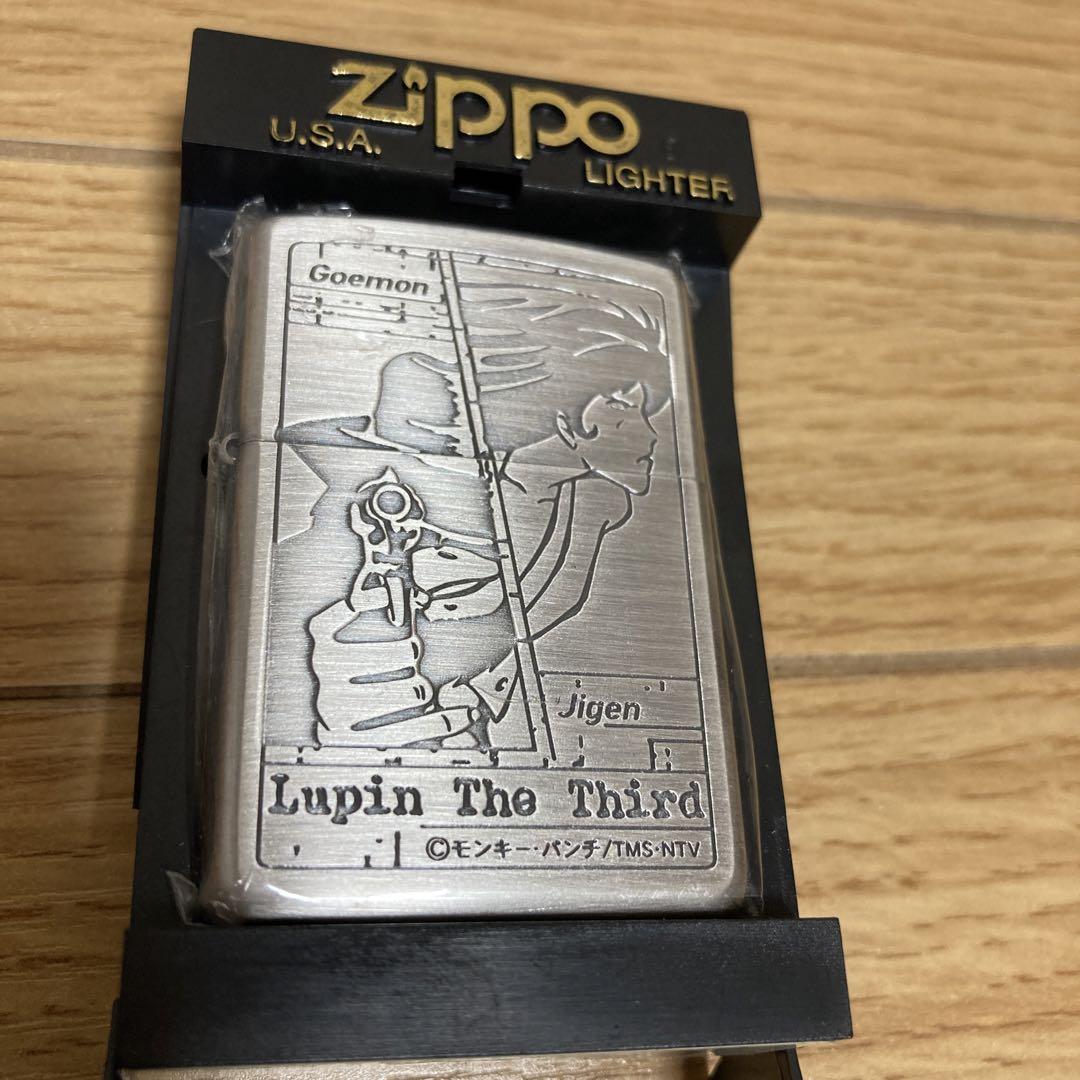 Zippo
U.S.A.
LIGHTER
Goemon
Jigen
Lupin The Third
©モンキー・パンチ/TMS・NTV